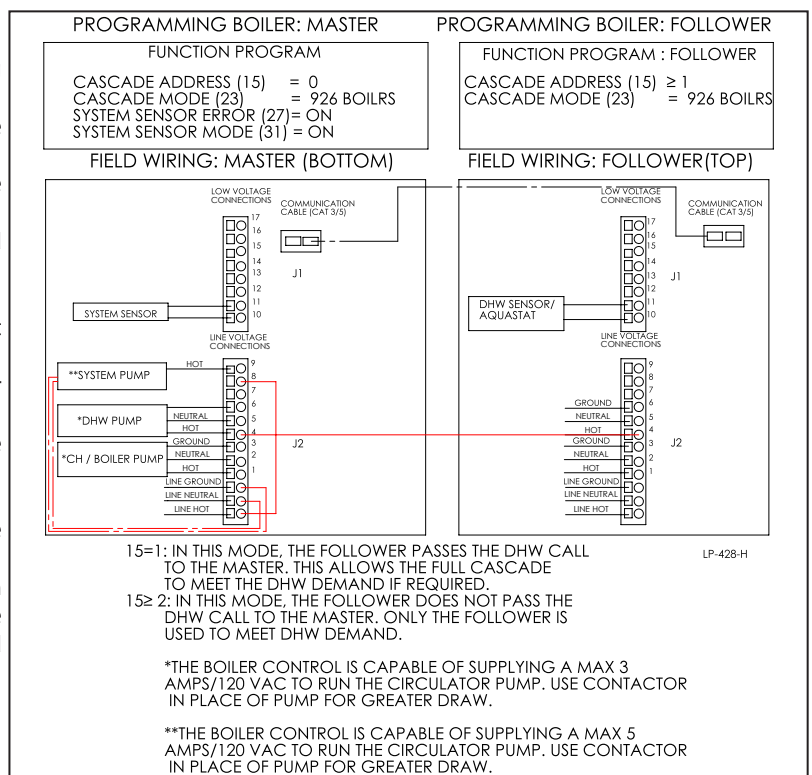 PROGRAMMING BOILER: MASTER
FUNCTION PROGRAM
CASCADE ADDRESS (15) = 0
CASCADE MODE (23) = 926 BOILRS
SYSTEM SENSOR ERROR (27)= ON
SYSTEM SENSOR MODE (31) = ON
PROGRAMMING BOILER: FOLLOWER
FUNCTION PROGRAM : FOLLOWER
CASCADE ADDRESS (15) ≥ 1
CASCADE MODE (23) = 926 BOILRS
FIELD WIRING: MASTER (BOTTOM)
LOW VOLTAGE
CONNECTIONS
COMMUNICATION
CABLE (CAT 3/5)
17
16
15
14
13
12
11
10
J1
SYSTEM SENSOR
LINE VOLTAGE
CONNECTIONS
**SYSTEM PUMP
HOT
9
8
7
6
*DHW PUMP
NEUTRAL
5
HOT
4
GROUND
3
J2
*CH / BOILER PUMP
NEUTRAL
2
HOT
1
LINE GROUND
LINE NEUTRAL
LINE HOT
FIELD WIRING: FOLLOWER(TOP)
LOW VOLTAGE
CONNECTIONS
COMMUNICATION
CABLE (CAT 3/5)
17
16
15
14
13
12
11
10
J1
DHW SENSOR/
AQUASTAT
LINE VOLTAGE
CONNECTIONS
9
8
7
GROUND
6
NEUTRAL
5
HOT
4
GROUND
3
J2
NEUTRAL
2
HOT
1
LINE GROUND
LINE NEUTRAL
LINE HOT
LP-428-H
15=1: IN THIS MODE, THE FOLLOWER PASSES THE DHW CALL
TO THE MASTER. THIS ALLOWS THE FULL CASCADE
TO MEET THE DHW DEMAND IF REQUIRED.
15≥ 2: IN THIS MODE, THE FOLLOWER DOES NOT PASS THE
DHW CALL TO THE MASTER. ONLY THE FOLLOWER IS
USED TO MEET DHW DEMAND.
*THE BOILER CONTROL IS CAPABLE OF SUPPLYING A MAX 3
AMPS/120 VAC TO RUN THE CIRCULATOR PUMP. USE CONTACTOR
IN PLACE OF PUMP FOR GREATER DRAW.
**THE BOILER CONTROL IS CAPABLE OF SUPPLYING A MAX 5
AMPS/120 VAC TO RUN THE CIRCULATOR PUMP. USE CONTACTOR
IN PLACE OF PUMP FOR GREATER DRAW.